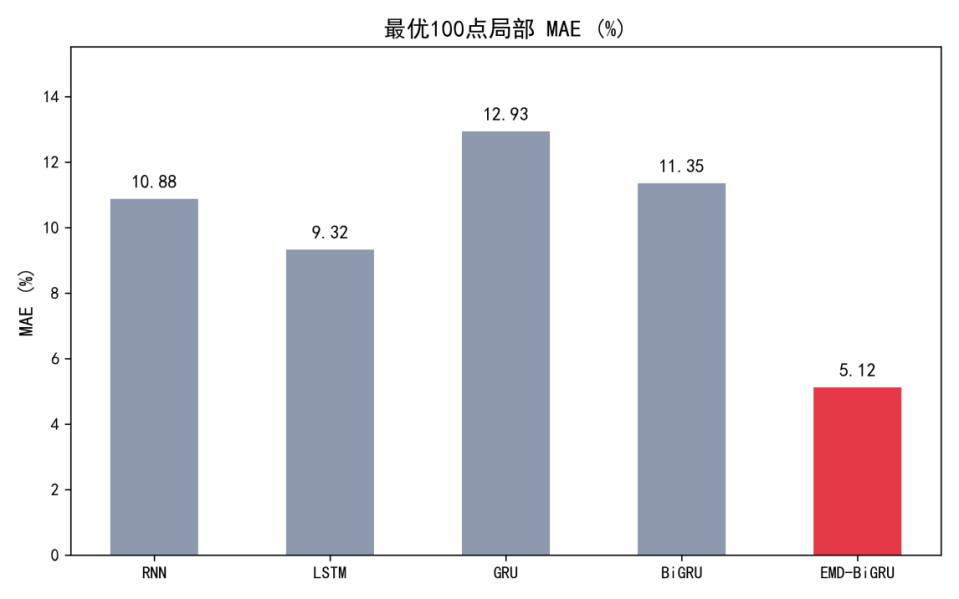 最优100点局部 MAE (%)
MAE (%)
14
12
10
8
6
4
2
0
10.88
9.32
12.93
11.35
5.12
RNN
LSTM
GRU
BiGRU
EMD-BiGRU